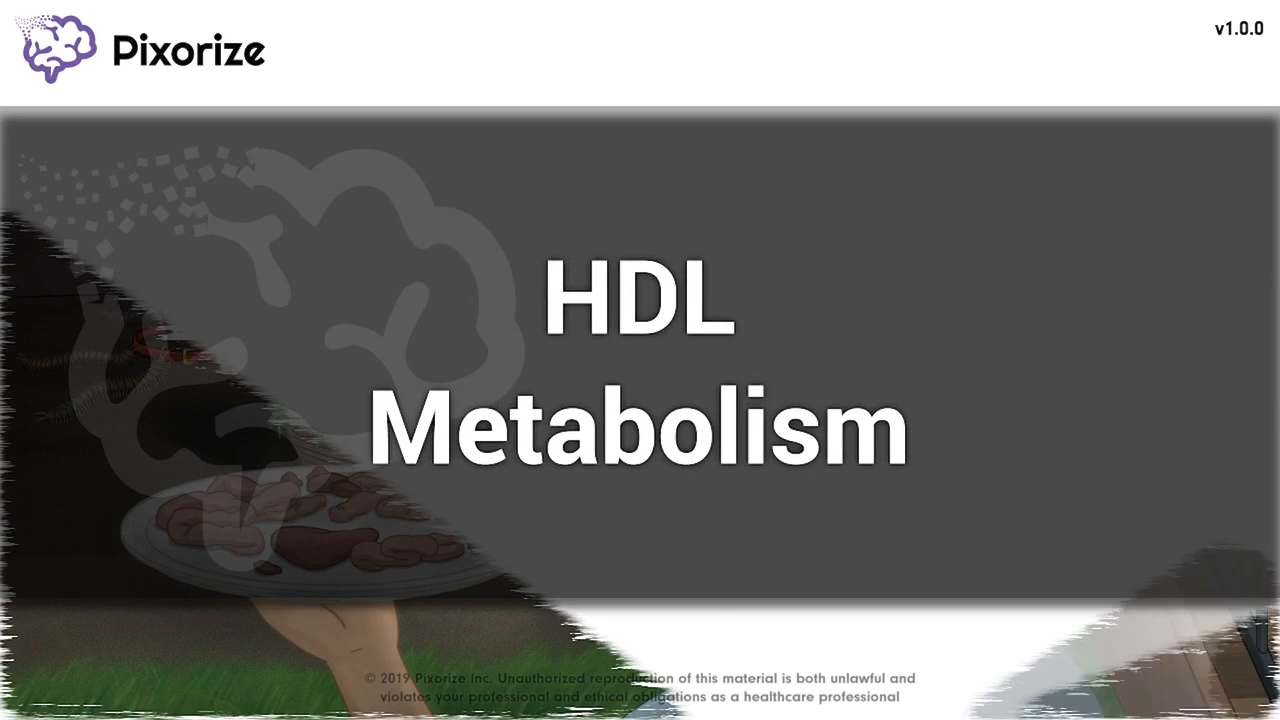 Pixorize
v1.0.0
HDL
Metabolism
© 2019 Pixorize Inc. Unauthorized reproduction of this material is both unlawful and
violates your professional and ethical obligations as a healthcare professional